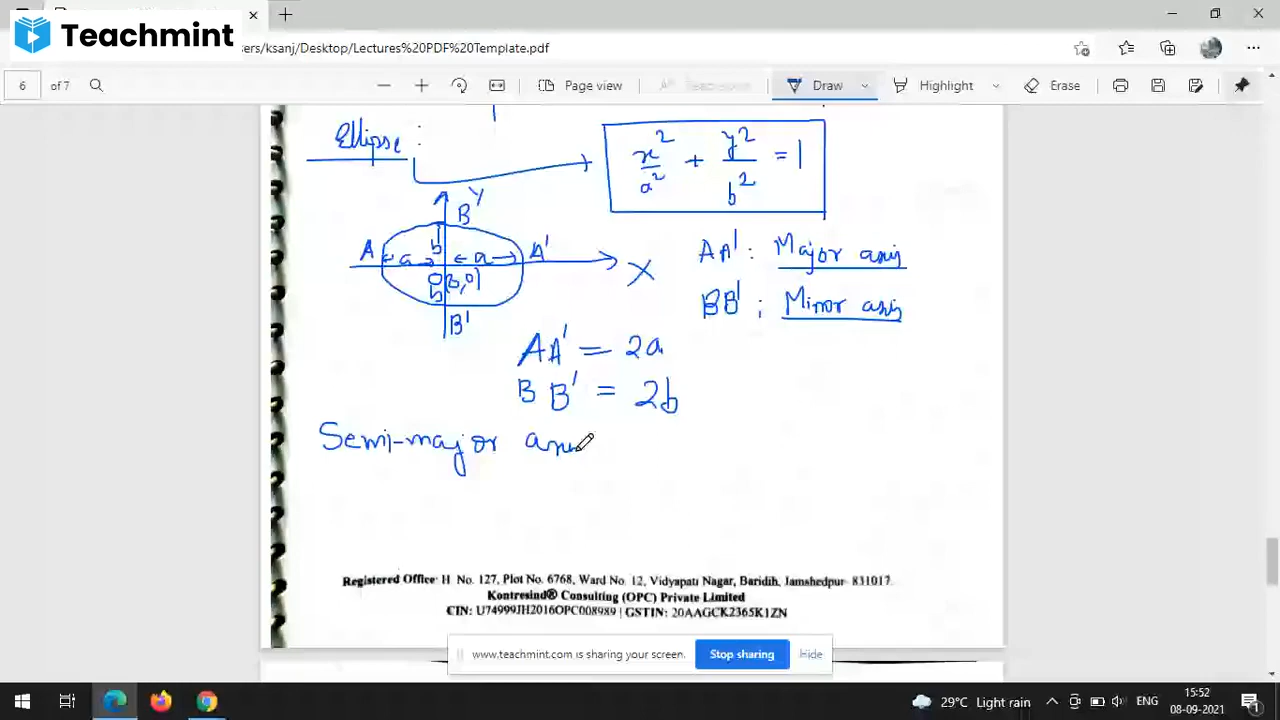 Teachmint
ers/ksanj/Desktop/Lectures%20PDF%20Template.pdf
6 of 7
Page view
Draw
Highlight
Erase
Ellipse :
x²/a² + y²/b² = 1
Y
B
A
a
b
a
A'
X
0 (0,0)
b
B'
AA' : Major axis
BB' ; Minor axis
AA' = 2a
BB' = 2b
Semi-major axi
Registered Office: H No. 127, Plot No. 6768, Ward No. 12, Vidyapati Nagar, Baridih, Jamshedpur- 831017.
Kontresind® Consulting (OPC) Private Limited
CIN: U74999JH2016OPC008989 | GSTIN: 20AAGCK2365K1ZN
www.teachmint.com is sharing your screen.
Stop sharing
Hide
29°C Light rain
ENG
15:52
08-09-2021
1